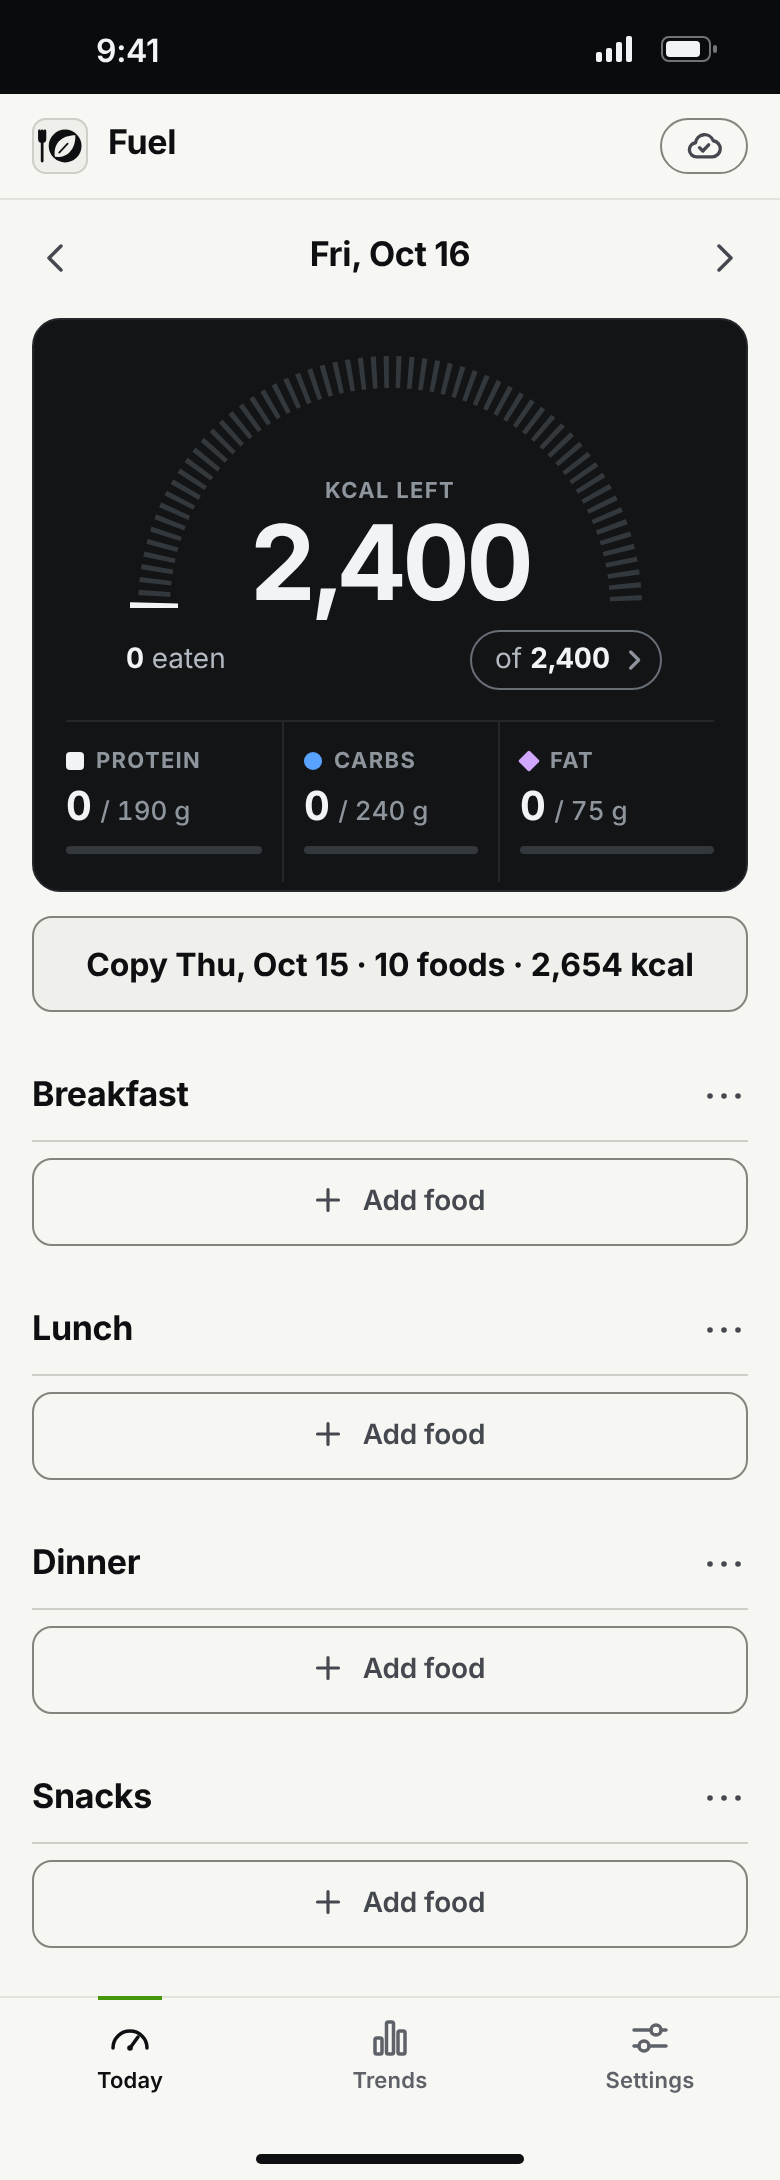 9:41
Fuel
Fri, Oct 16
KCAL LEFT
2,400
0 eaten
of 2,400
PROTEIN
0 / 190 g
CARBS
0 / 240 g
FAT
0 / 75 g
Copy Thu, Oct 15 · 10 foods · 2,654 kcal
Breakfast
Add food
Lunch
Add food
Dinner
Add food
Snacks
Add food
Today
Trends
Settings